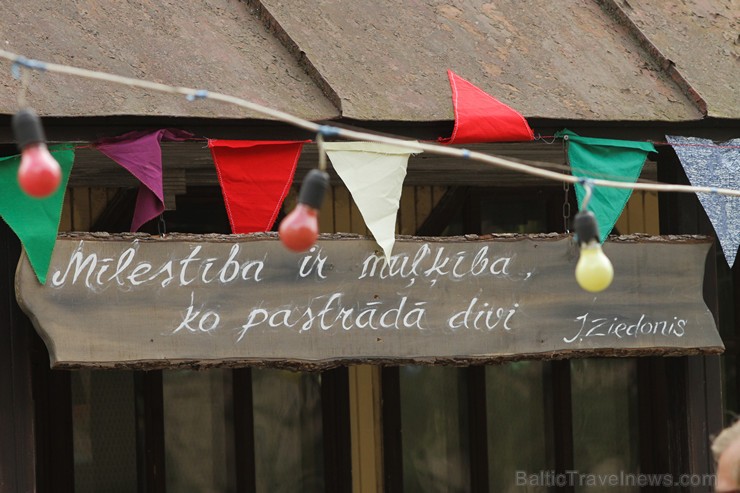 Mīlestība ir muļķība,
ko pastrādā divi
J. Ziedonis
BalticTravelnews.com